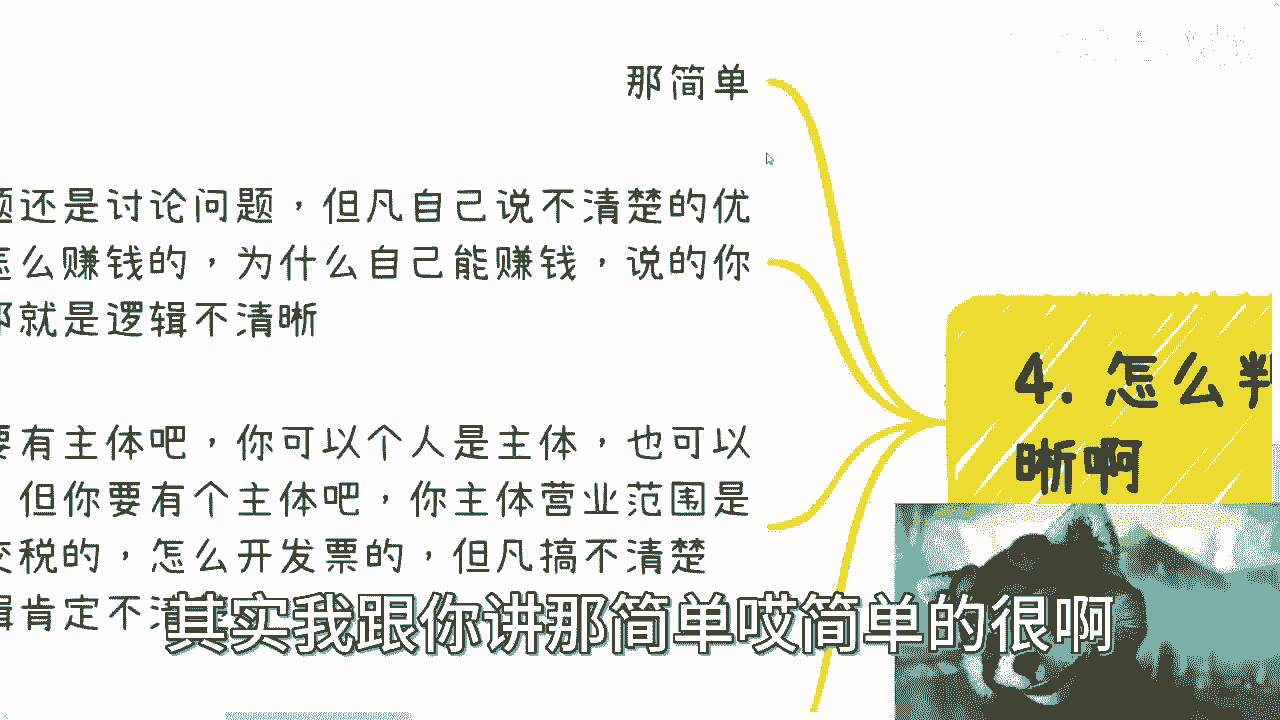 那简单
题还是讨论问题，但凡自己说不清楚的优
怎么赚钱的，为什么自己能赚钱，说的你
那就是逻辑不清晰
要有主体吧，你可以个人是主体，也可以
但你要有个主体吧，你主体营业范围是
交税的，怎么开发票的，但凡搞不清楚
辑肯定不清
4. 怎么判
晰啊
其实我跟你讲那简单哎简单的很啊